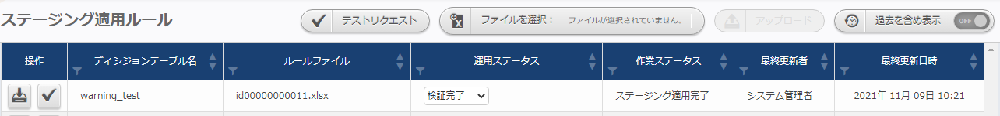 ステージング適用ルール
テストリクエスト
ファイルを選択：
ファイルが選択されていません。
アップロード
過去を含め表示
OFF
操作
ディシジョンテーブル名
ルールファイル
運用ステータス
作業ステータス
最終更新者
最終更新日時
warning_test
id00000000011.xlsx
検証完了
ステージング適用完了
システム管理者
2021年 11月 09日 10:21